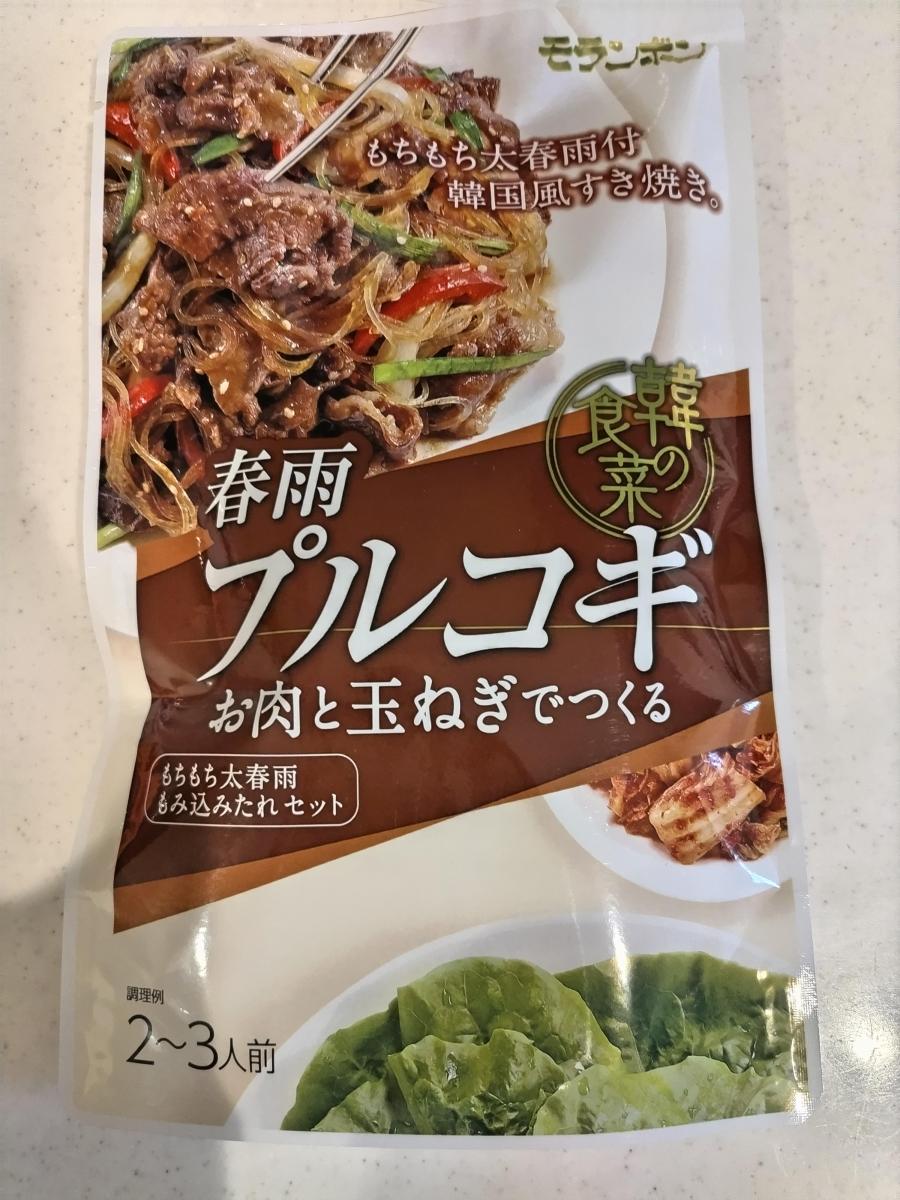 モランボン
もちもち太春雨付
韓国風すき焼き。
韓の
食菜
春雨
プルコギ
お肉と玉ねぎでつくる
もちもち太春雨
もみ込みたれセット
調理例
2～3人前